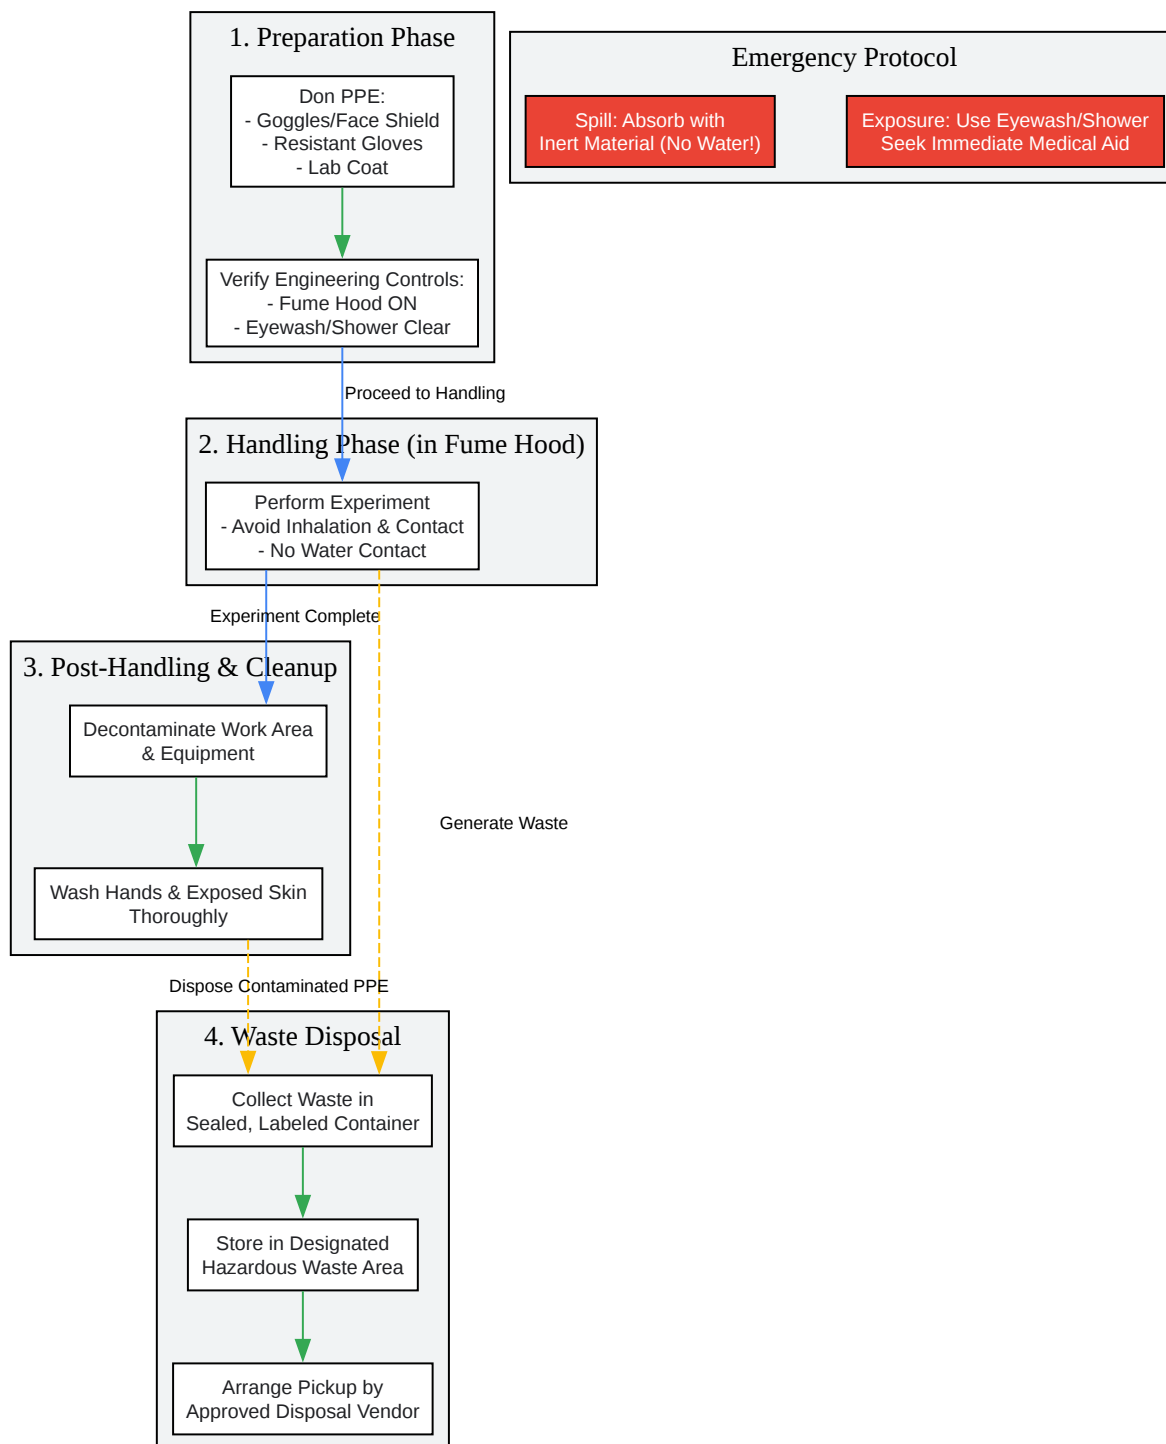 1. Preparation Phase
Don PPE:
- Goggles/Face Shield
- Resistant Gloves
- Lab Coat
Verify Engineering Controls:
- Fume Hood ON
- Eyewash/Shower Clear
Emergency Protocol
Spill: Absorb with
Inert Material (No Water!)
Exposure: Use Eyewash/Shower
Seek Immediate Medical Aid
Proceed to Handling
2. Handling Phase (in Fume Hood)
Perform Experiment
- Avoid Inhalation & Contact
- No Water Contact
Experiment Complete
3. Post-Handling & Cleanup
Decontaminate Work Area
& Equipment
Generate Waste
Wash Hands & Exposed Skin
Thoroughly
Dispose Contaminated PPE
4. Waste Disposal
Collect Waste in
Sealed, Labeled Container
Store in Designated
Hazardous Waste Area
Arrange Pickup by
Approved Disposal Vendor